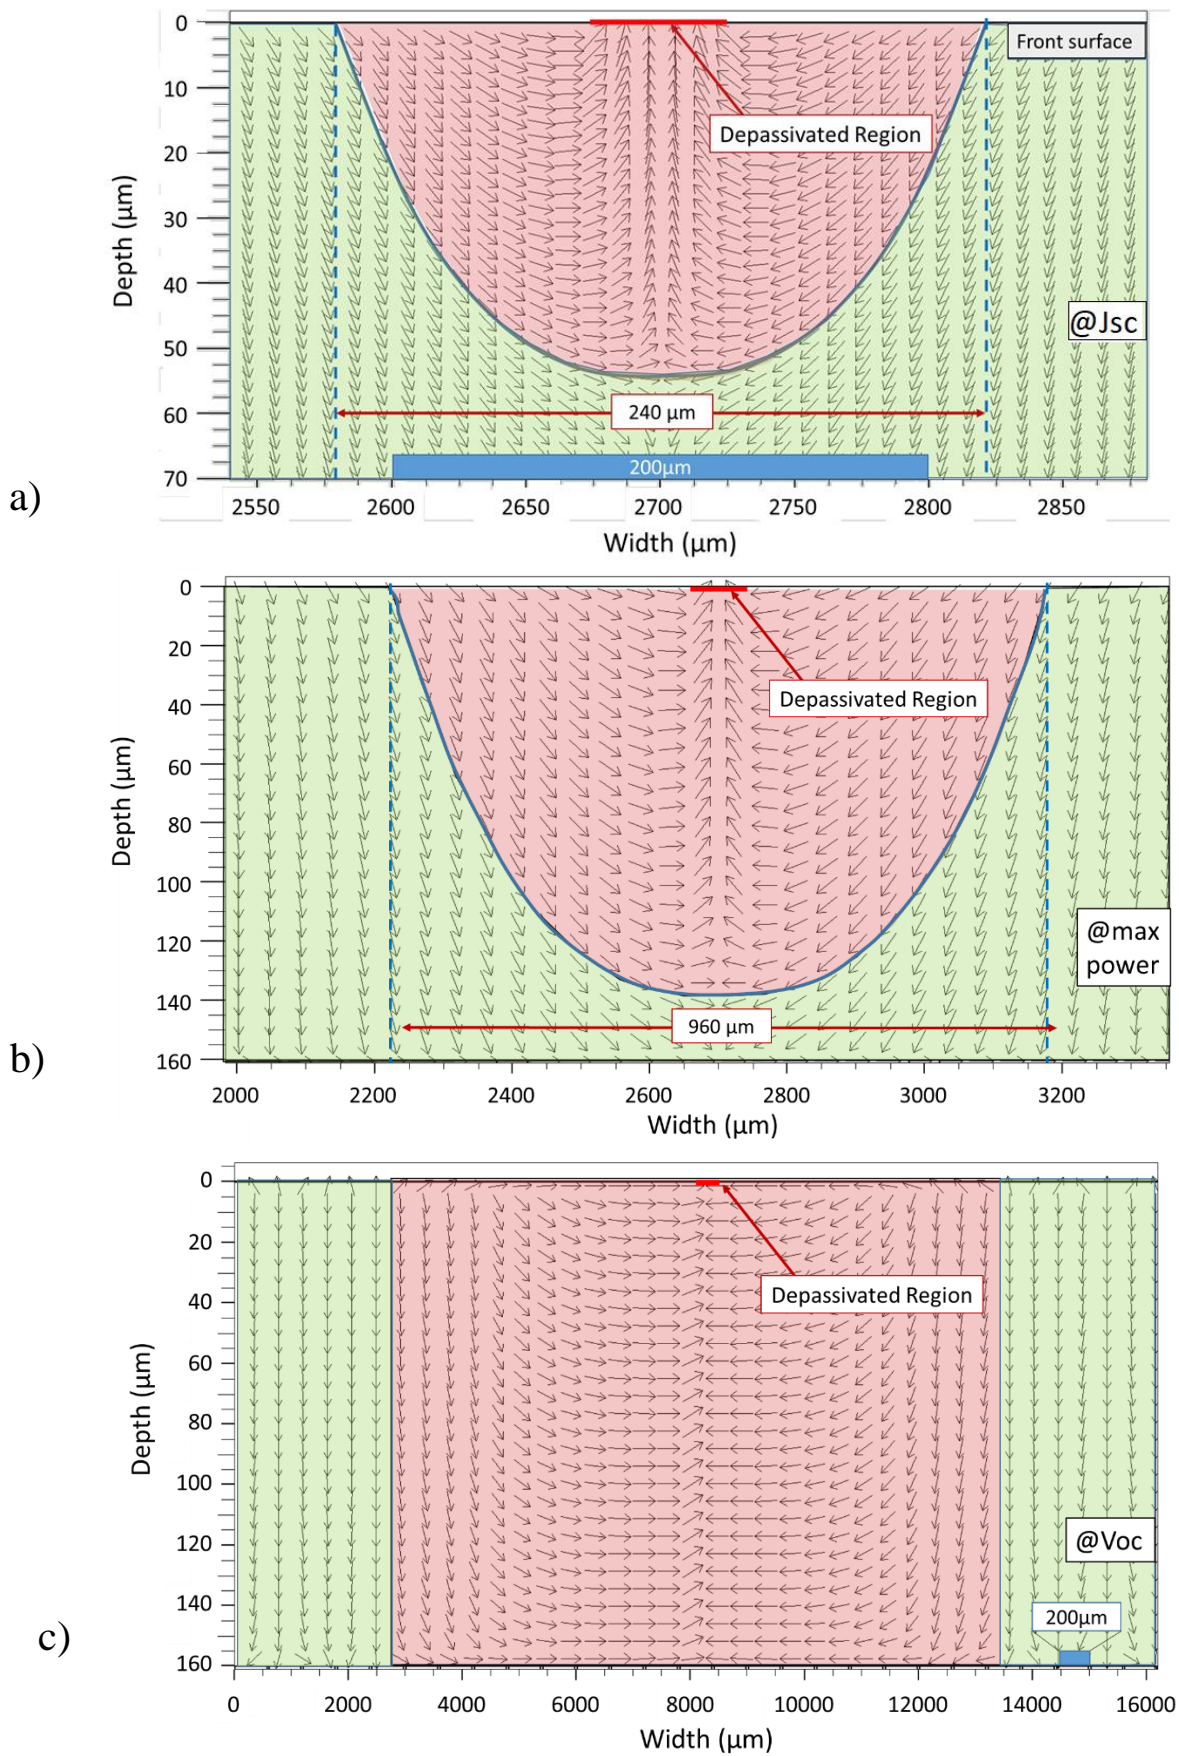 0
10
20
30
40
50
60
70
Depth (μm)
Front surface
Depassivated Region
@Jsc
240 μm
200μm
a)
2550
2600
2650
2700
2750
2800
2850
Width (μm)
0
20
40
60
80
100
120
140
160
Depth (μm)
Depassivated Region
@max
power
960 μm
b)
2000
2200
2400
2600
2800
3000
3200
Width (μm)
0
20
40
60
80
100
120
140
160
Depth (μm)
Depassivated Region
@Voc
200μm
c)
0
2000
4000
6000
8000
10000
12000
14000
16000
Width (μm)